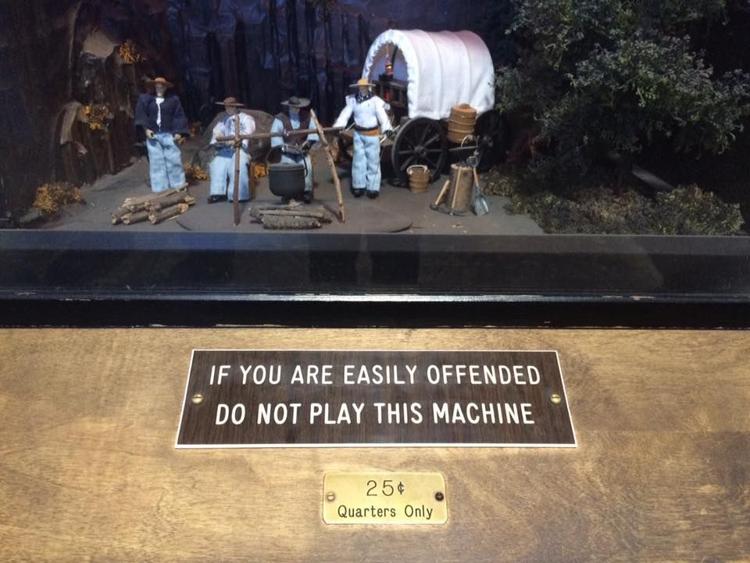 IF YOU ARE EASILY OFFENDED
DO NOT PLAY THIS MACHINE
25¢
Quarters Only